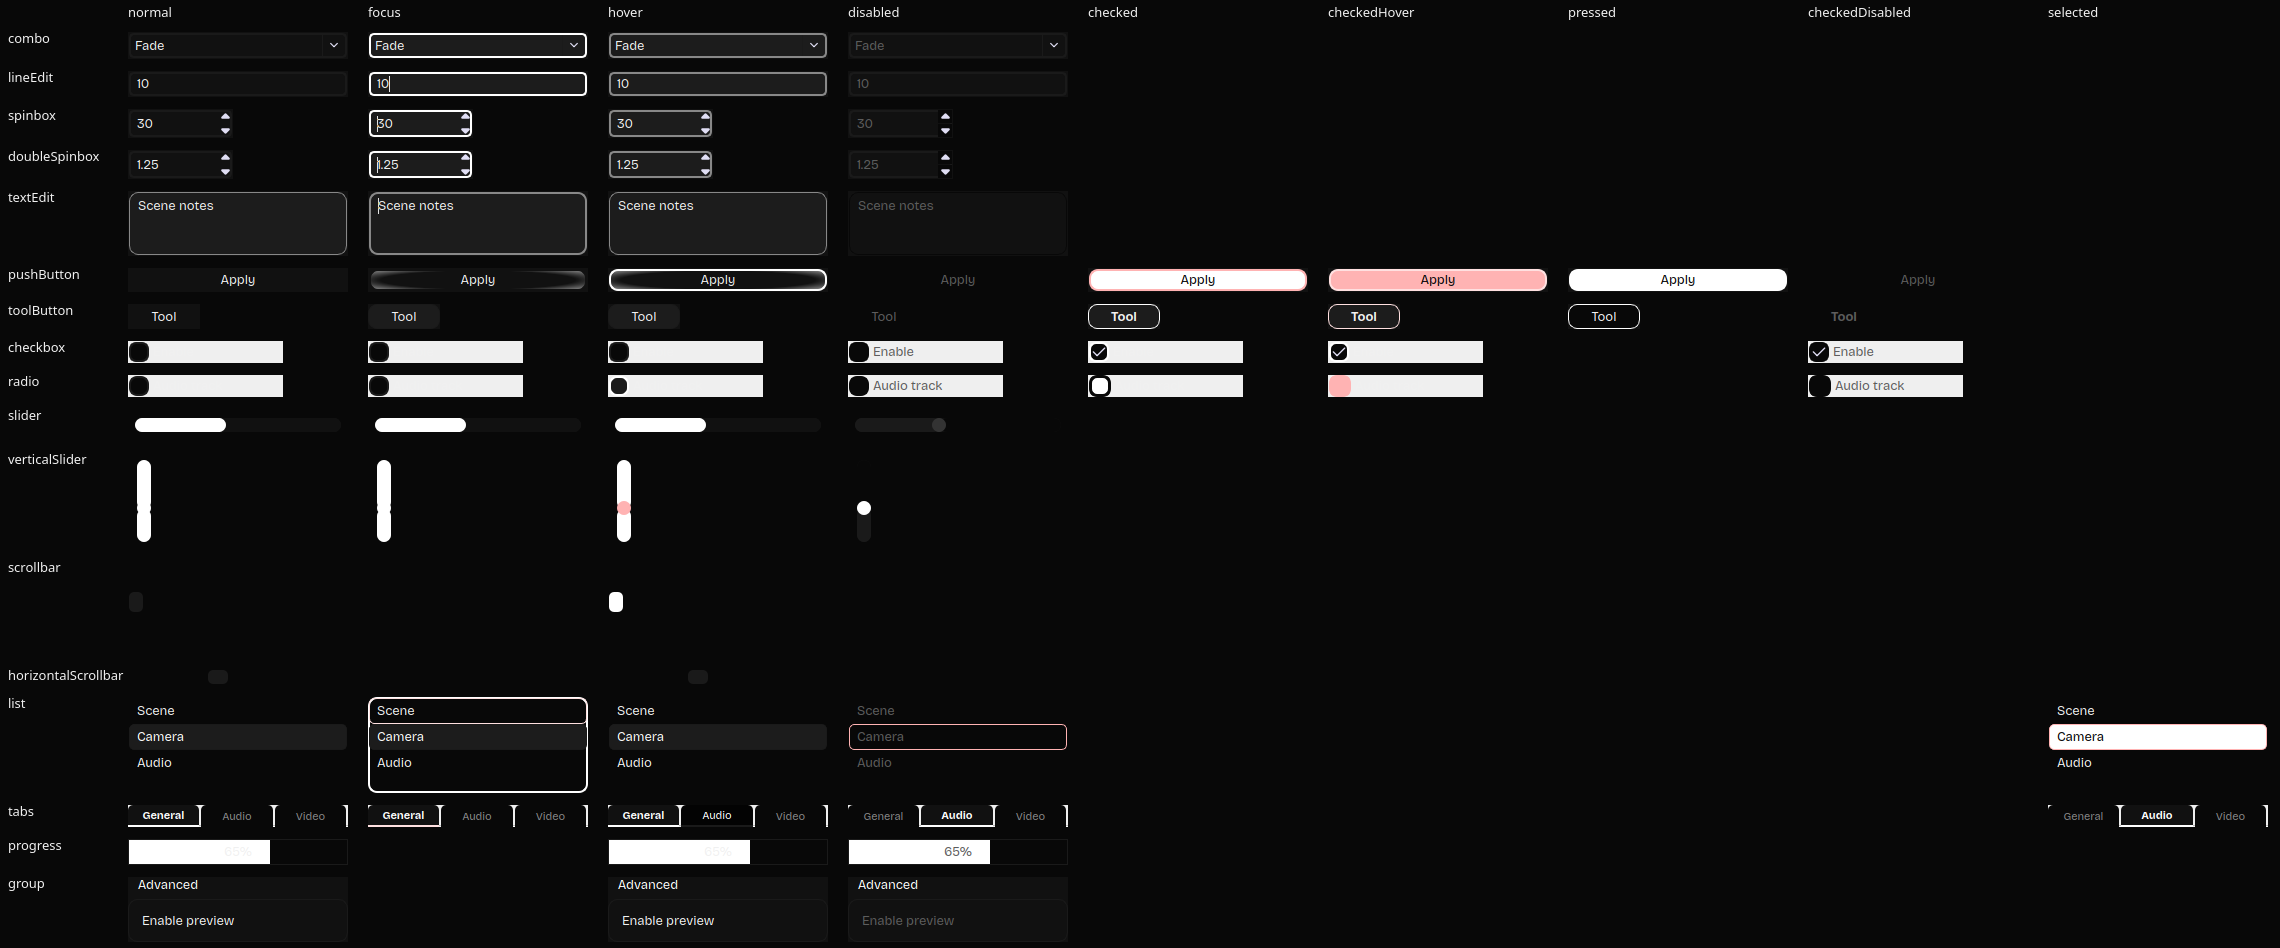 normal focus hover disabled checked checkedHover pressed checkedDisabled selected
combo Fade Fade Fade Fade
lineEdit 10 10 10 10
spinbox 30 30 30 30
doubleSpinbox 1.25 1.25 1.25 1.25
textEdit Scene notes Scene notes Scene notes Scene notes
pushButton Apply Apply Apply Apply Apply Apply Apply Apply
toolButton Tool Tool Tool Tool Tool Tool Tool Tool
checkbox Enable Enable
radio Audio track Audio track
slider
verticalSlider
scrollbar
horizontalScrollbar
list Scene Scene Scene Scene Scene
Camera Camera Camera Camera Camera
Audio Audio Audio Audio Audio
tabs General Audio Video General Audio Video General Audio Video General Audio Video General Audio Video
progress 65% 65% 65%
group Advanced Advanced Advanced
Enable preview Enable preview Enable preview